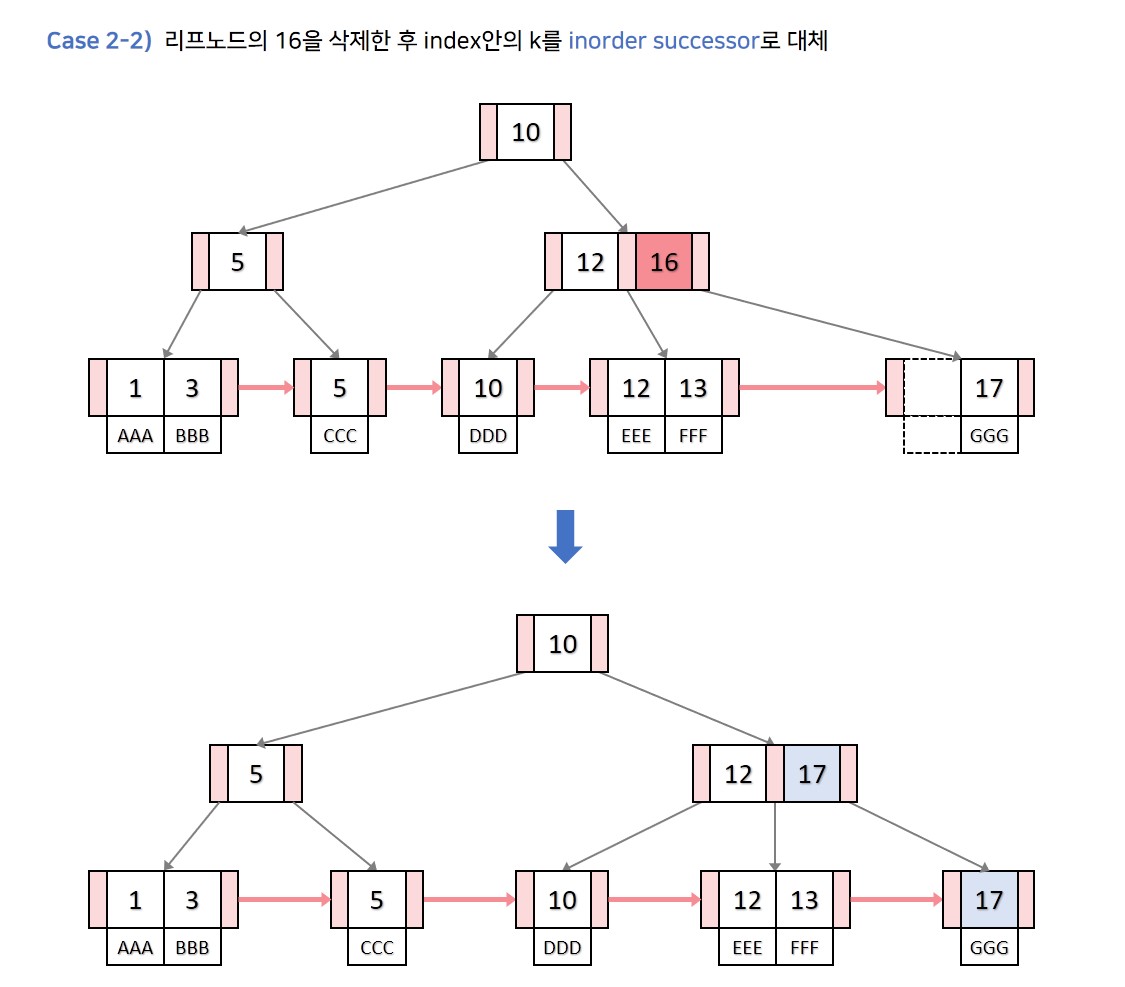 Case 2-2) 리프노드의 16을 삭제한 후 index안의 k를 inorder successor로 대체
10
5
12 16
1 3 5 10 12 13 17
AAA BBB CCC DDD EEE FFF GGG
10
5
12 17
1 3 5 10 12 13 17
AAA BBB CCC DDD EEE FFF GGG